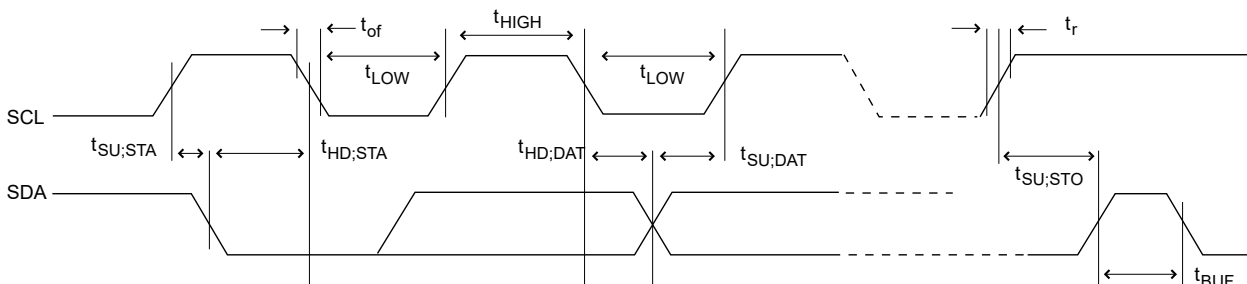 t_of
t_HIGH
t_r
t_LOW
t_LOW
SCL
t_SU;STA
t_HD;STA
t_HD;DAT
t_SU;DAT
t_SU;STO
SDA
t_BUF